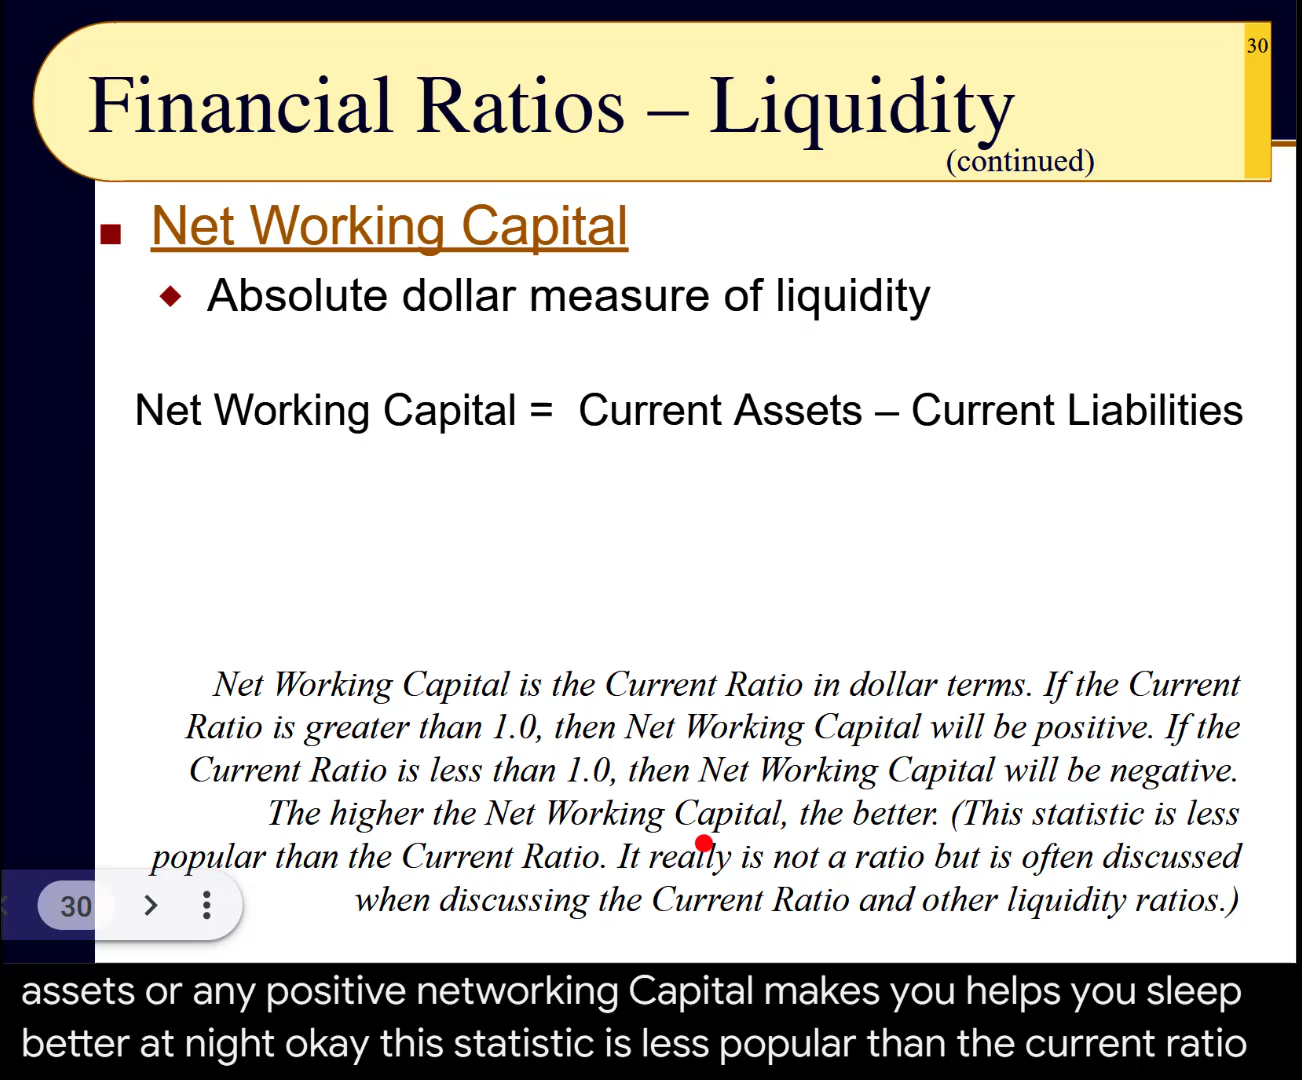 30
Financial Ratios – Liquidity
(continued)
Net Working Capital
Absolute dollar measure of liquidity
Net Working Capital = Current Assets – Current Liabilities
Net Working Capital is the Current Ratio in dollar terms. If the Current
Ratio is greater than 1.0, then Net Working Capital will be positive. If the
Current Ratio is less than 1.0, then Net Working Capital will be negative.
The higher the Net Working Capital, the better. (This statistic is less
popular than the Current Ratio. It really is not a ratio but is often discussed
when discussing the Current Ratio and other liquidity ratios.)
30
assets or any positive networking Capital makes you helps you sleep
better at night okay this statistic is less popular than the current ratio